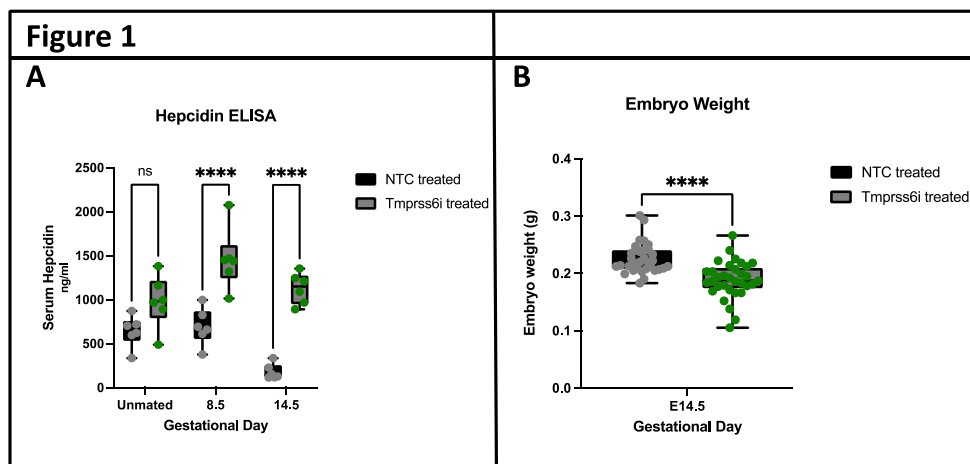 Figure 1
A
Hepcidin ELISA
Serum Hepcidin
ng/ml
2500
2000
1500
1000
500
0
ns
****
****
NTC treated
Tmprss6i treated
Unmated
8.5
14.5
Gestational Day
B
Embryo Weight
Embryo weight (g)
0.4
0.3
0.2
0.1
0.0
****
NTC treated
Tmprss6i treated
E14.5
Gestational Day